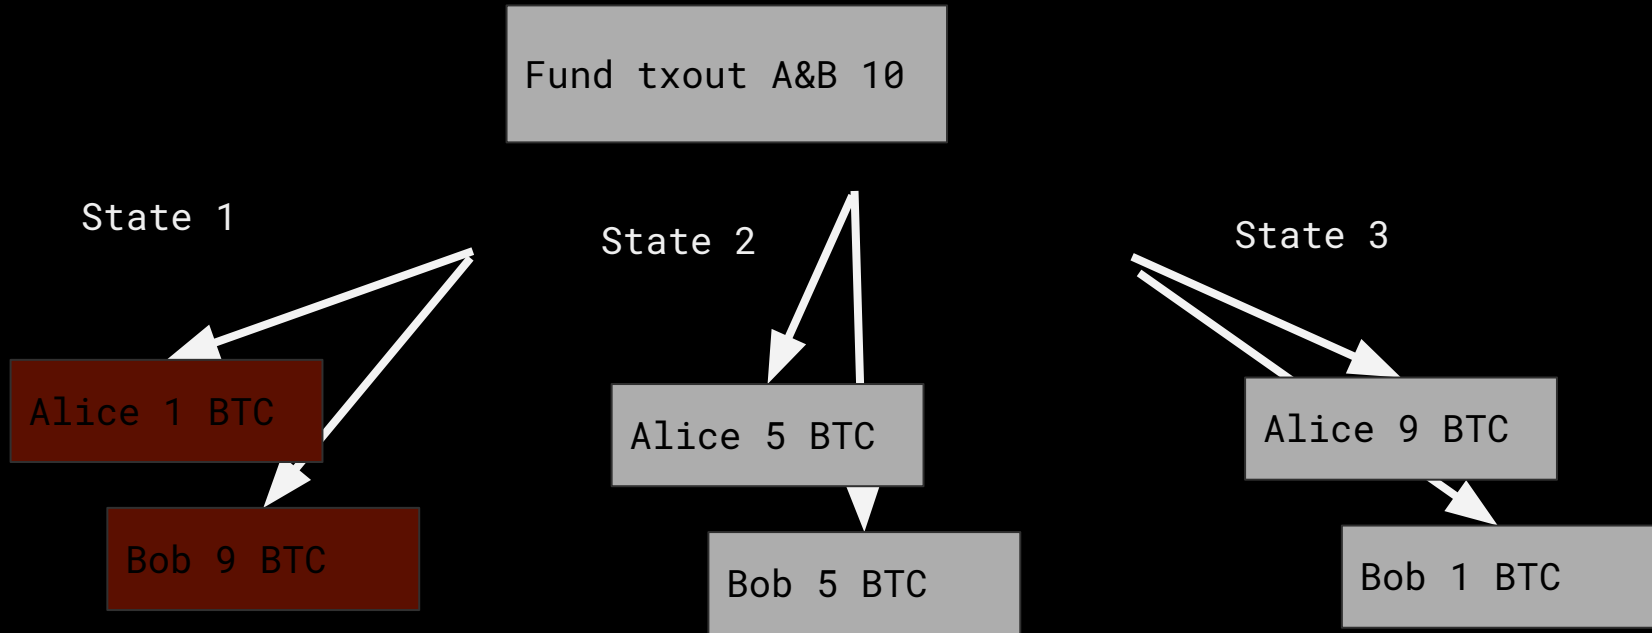 Fund txout A&B 10
State 1
State 2
State 3
Alice 1 BTC
Bob 9 BTC
Alice 5 BTC
Bob 5 BTC
Alice 9 BTC
Bob 1 BTC